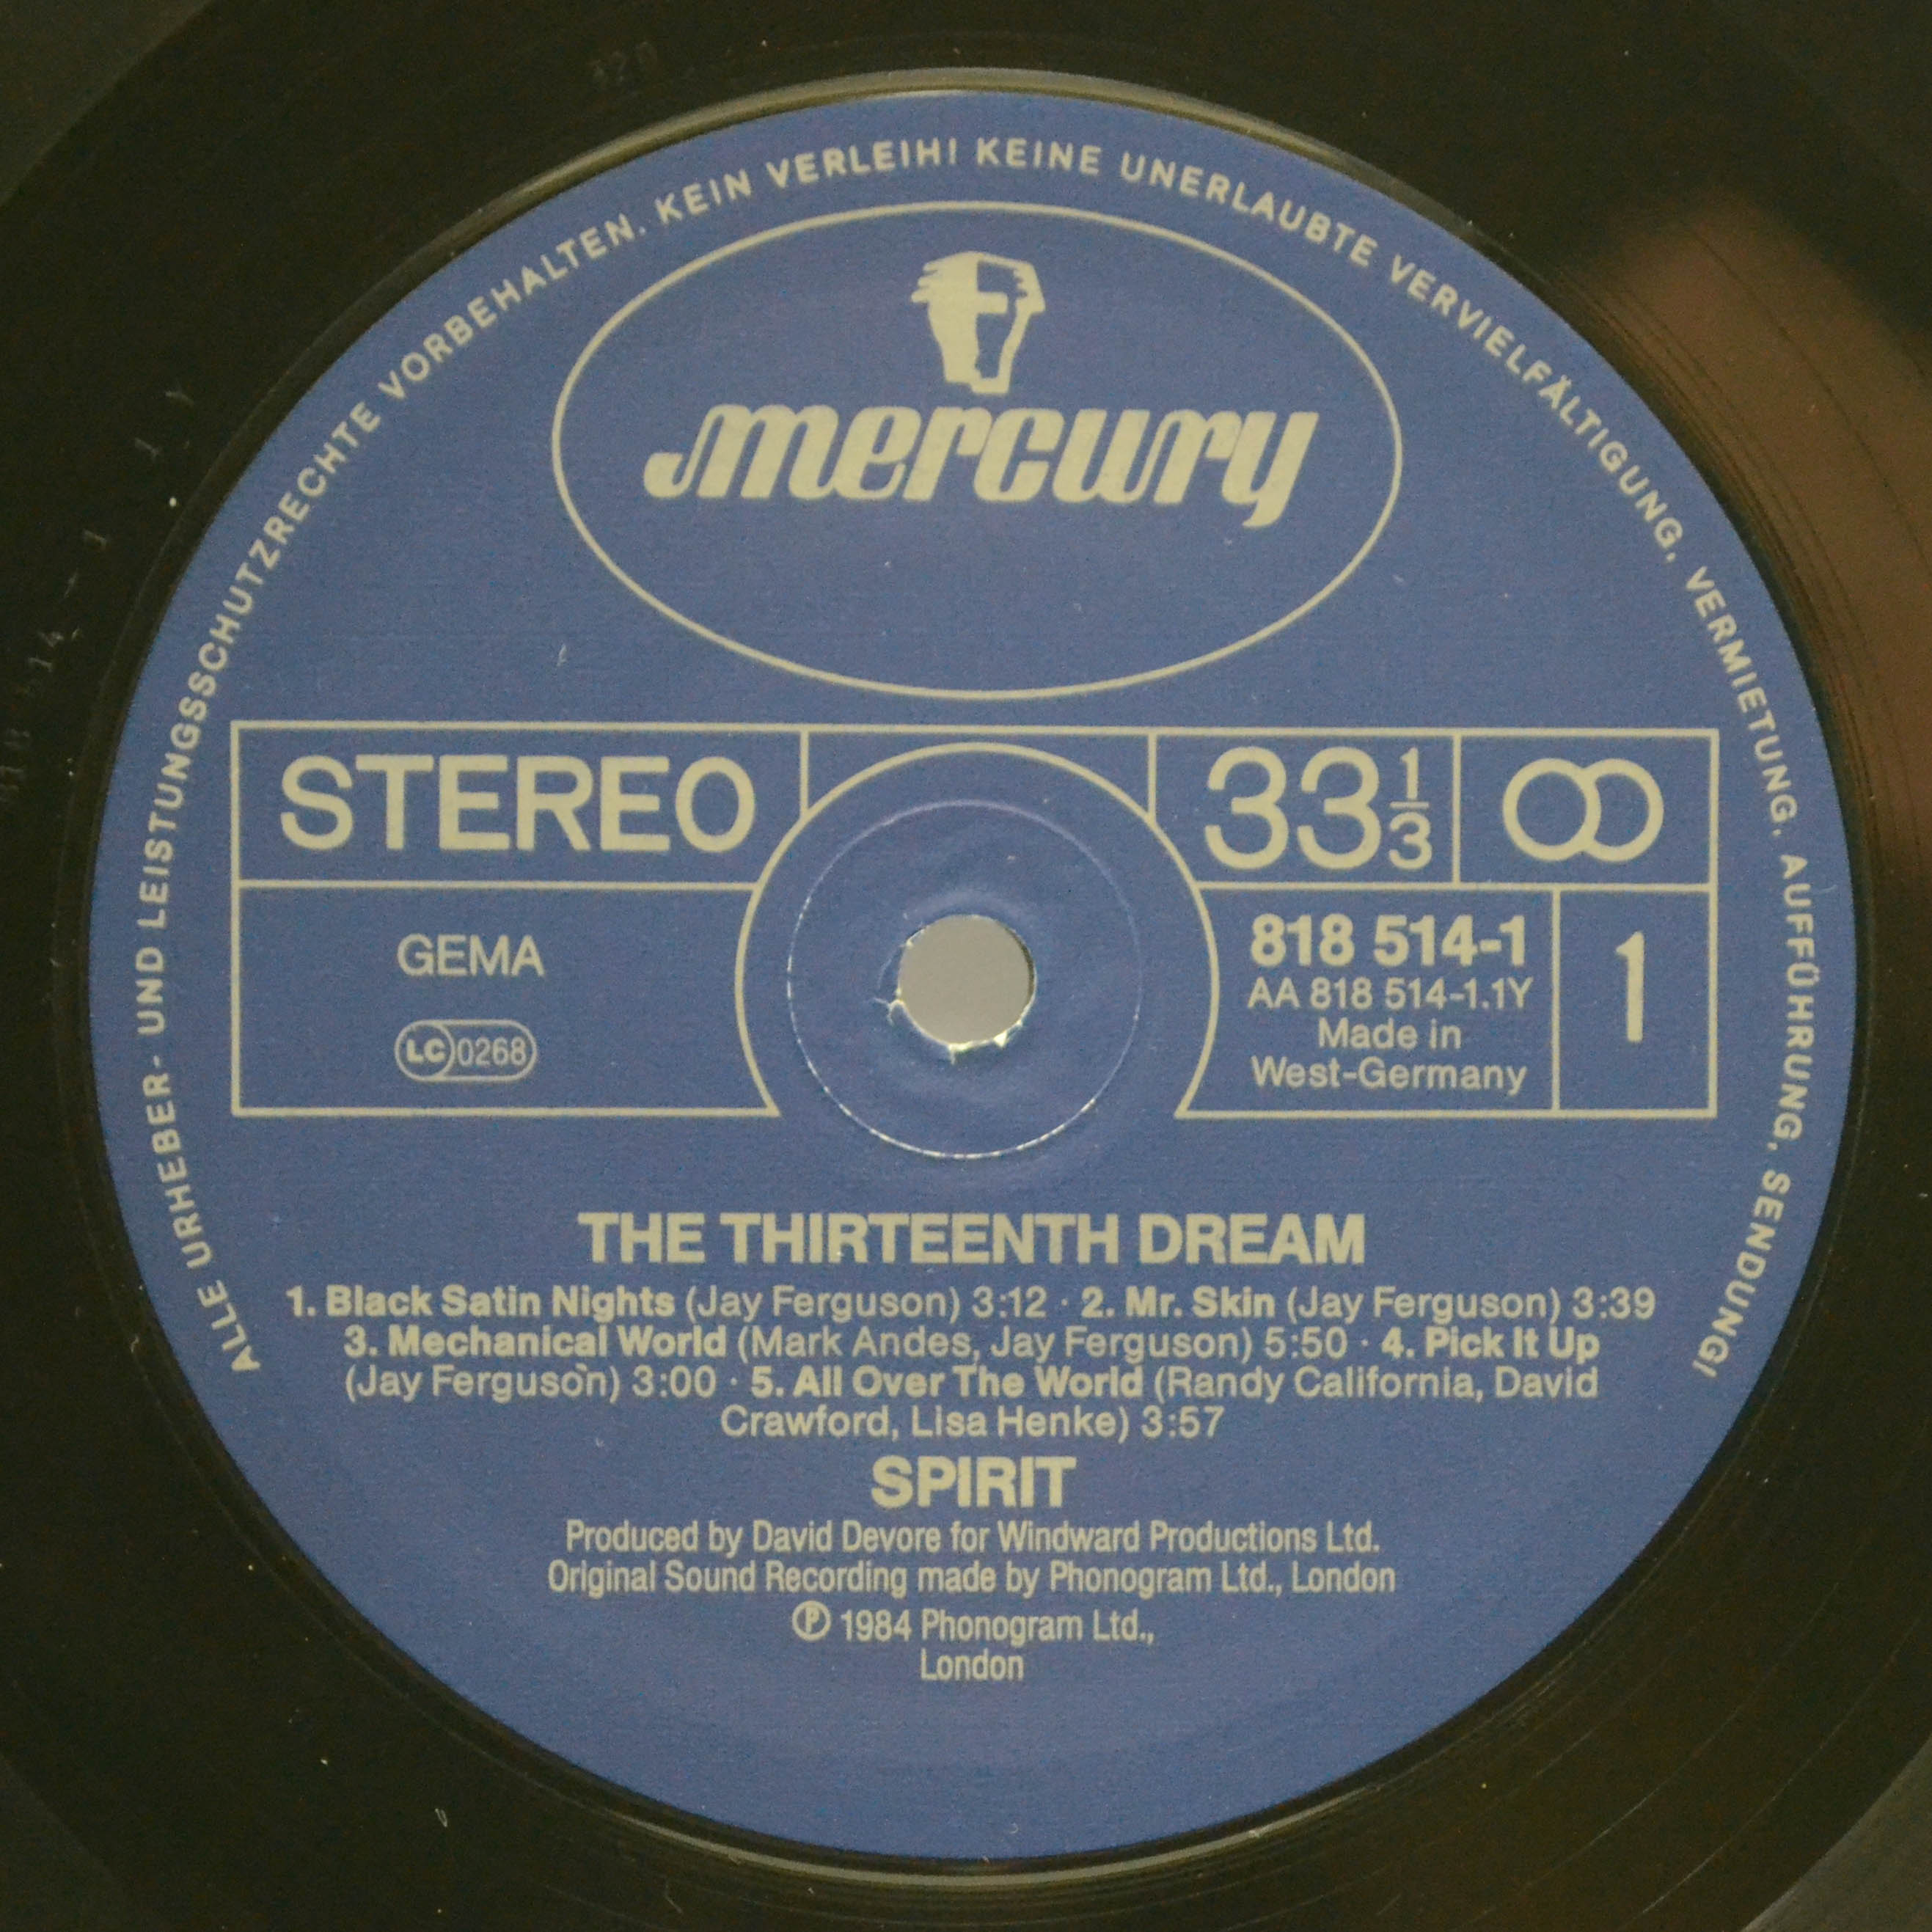 ALLE URHEBER- UND LEISTUNGSSCHUTZRECHTE VORBEHALTEN. KEIN VERLEIH! KEINE UNERLAUBTE VERVIELFÄLTIGUNG, VERMIETUNG, AUFFÜHRUNG, SENDUNG!
mercury
STEREO
33 1/3
GEMA
LC 0268
818 514-1
AA 818 514-1.1Y
Made in
West-Germany
1
THE THIRTEENTH DREAM
1. Black Satin Nights (Jay Ferguson) 3:12 · 2. Mr. Skin (Jay Ferguson) 3:39
3. Mechanical World (Mark Andes, Jay Ferguson) 5:50 · 4. Pick It Up
(Jay Ferguson) 3:00 · 5. All Over The World (Randy California, David
Crawford, Lisa Henke) 3:57
SPIRIT
Produced by David Devore for Windward Productions Ltd.
Original Sound Recording made by Phonogram Ltd., London
℗ 1984 Phonogram Ltd.,
London